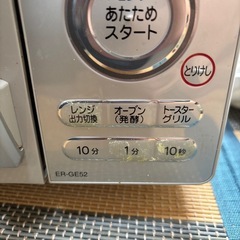 あたため
スタート
とりけし
レンジ
出力切換
オーブン
(発酵)
トースター
グリル
10分
1分
10秒
ER-GE52